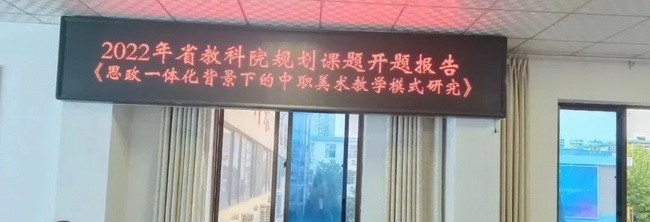 2022年省教科院规划课题开题报告
《思政一体化背景下的中职美术教学模式研究》